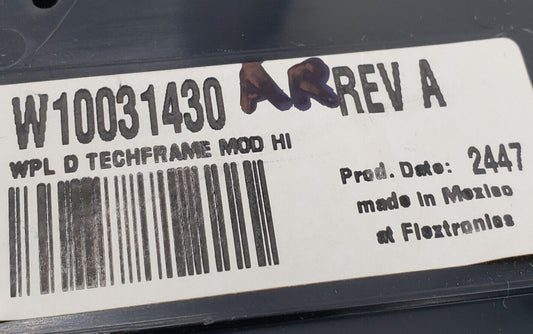 W10031430 AR REV A
WPL D TECHFRAME MOD HI
Prod. Date: 2447
made in Mexico
at Flextronics